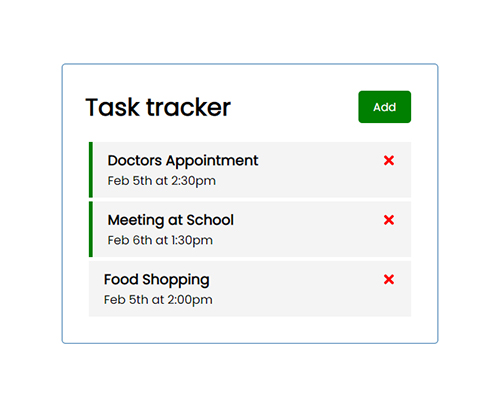 Task tracker
Add
Doctors Appointment
Feb 5th at 2:30pm
Meeting at School
Feb 6th at 1:30pm
Food Shopping
Feb 5th at 2:00pm